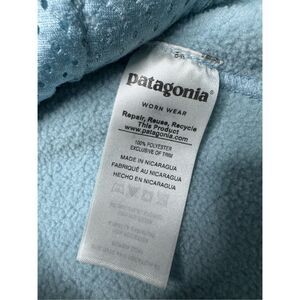 patagonia®
WORN WEAR
Repair, Reuse, Recycle
This Product
www.patagonia.com
100% POLYESTER
EXCLUSIVE OF TRIM
MADE IN NICARAGUA
FABRIQUÉ AU NICARAGUA
HECHO EN NICARAGUA